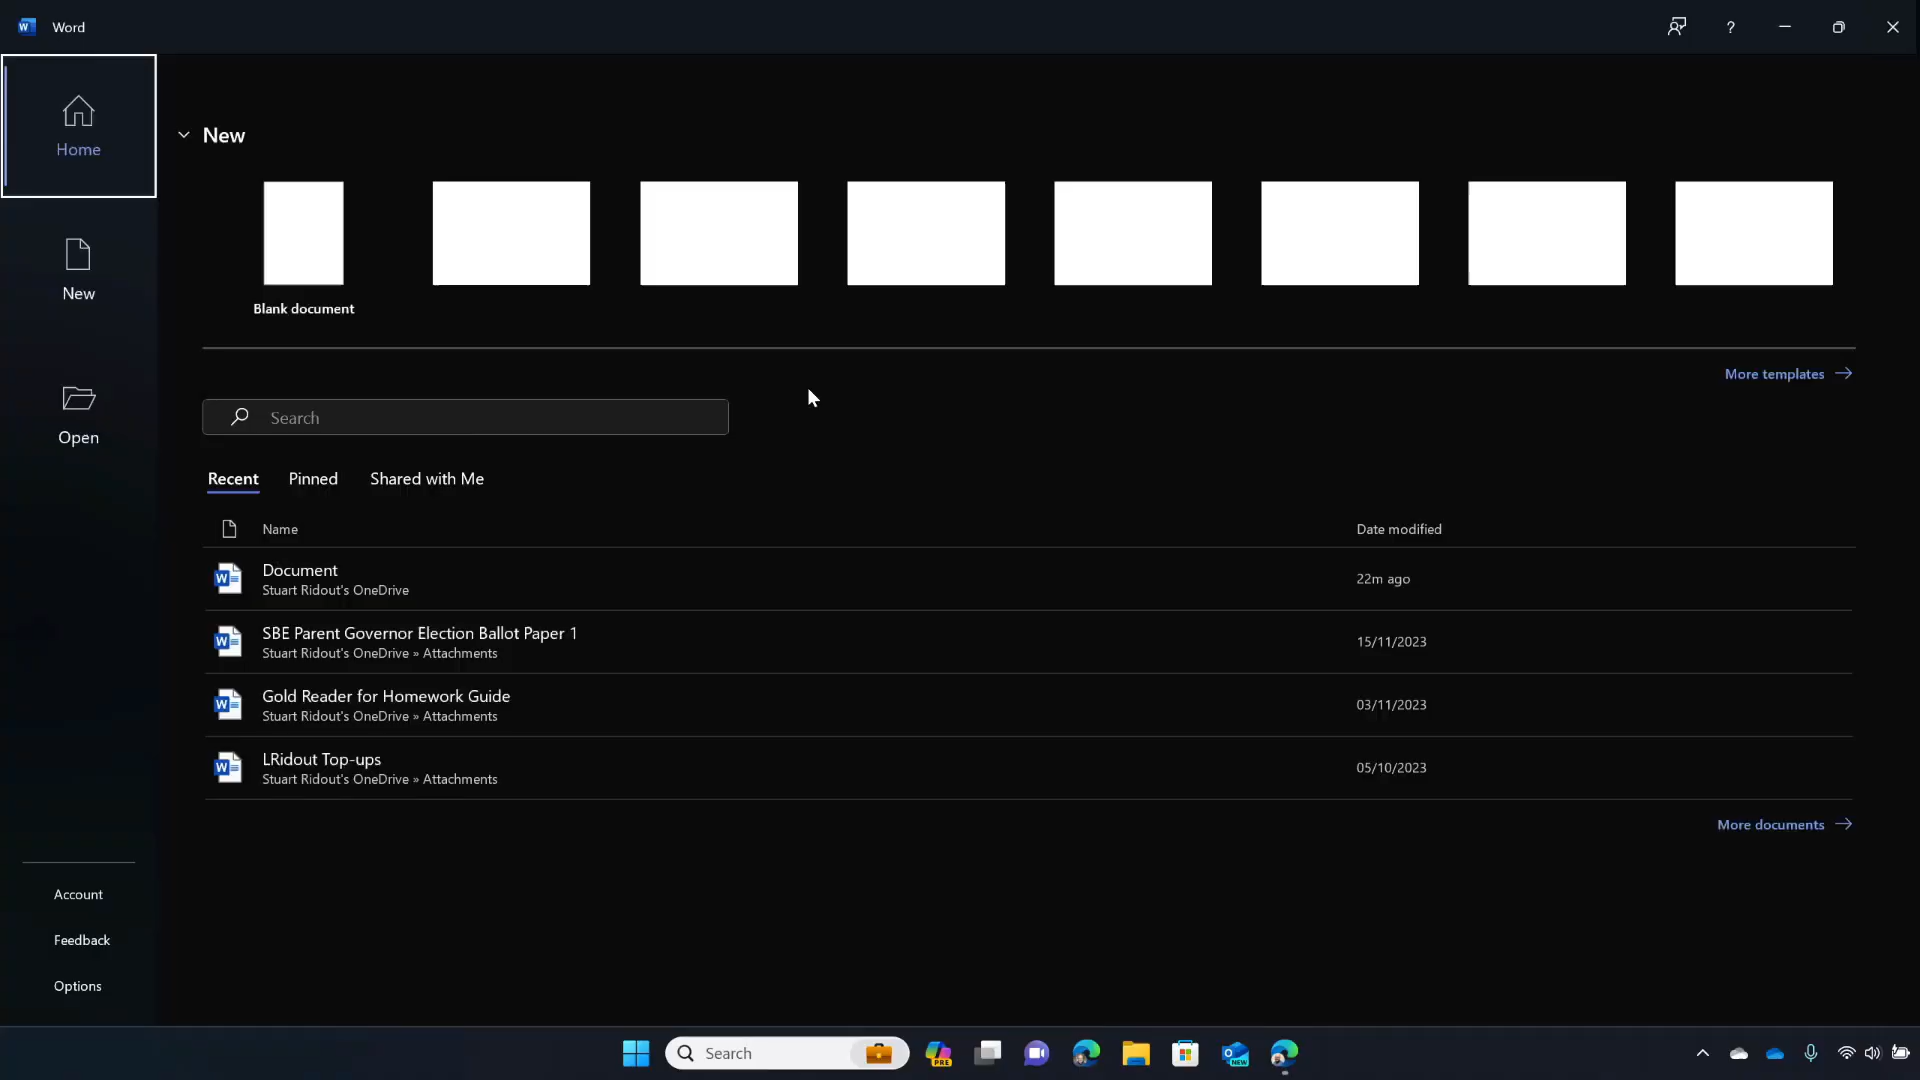 Word
?
Home
New
Open
New
Blank document
More templates
Search
Recent
Pinned
Shared with Me
Name
Date modified
Document
Stuart Ridout's OneDrive
22m ago
SBE Parent Governor Election Ballot Paper 1
Stuart Ridout's OneDrive » Attachments
15/11/2023
Gold Reader for Homework Guide
Stuart Ridout's OneDrive » Attachments
03/11/2023
LRidout Top-ups
Stuart Ridout's OneDrive » Attachments
05/10/2023
More documents
Account
Feedback
Options
Search
PRE
NEW